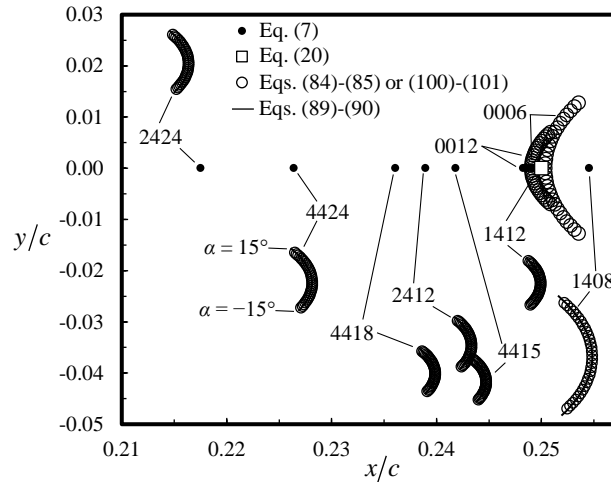 0.03
0.02
0.01
0.00
-0.01
-0.02
-0.03
-0.04
-0.05
y/c
Eq. (7)
Eq. (20)
Eqs. (84)-(85) or (100)-(101)
Eqs. (89)-(90)
0006
2424
0012
4424
1412
α = 15°
α = −15°
2412
1408
4418
4415
0.21
0.22
0.23
0.24
0.25
x/c